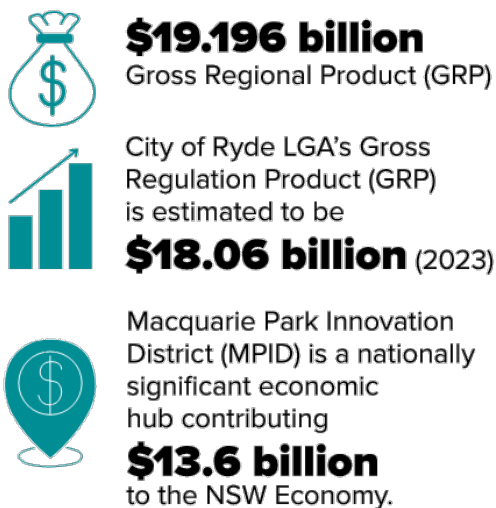 $
$19.196 billion
Gross Regional Product (GRP)
City of Ryde LGA's Gross
Regulation Product (GRP)
is estimated to be
$18.06 billion (2023)
$
Macquarie Park Innovation
District (MPID) is a nationally
significant economic
hub contributing
$13.6 billion
to the NSW Economy.